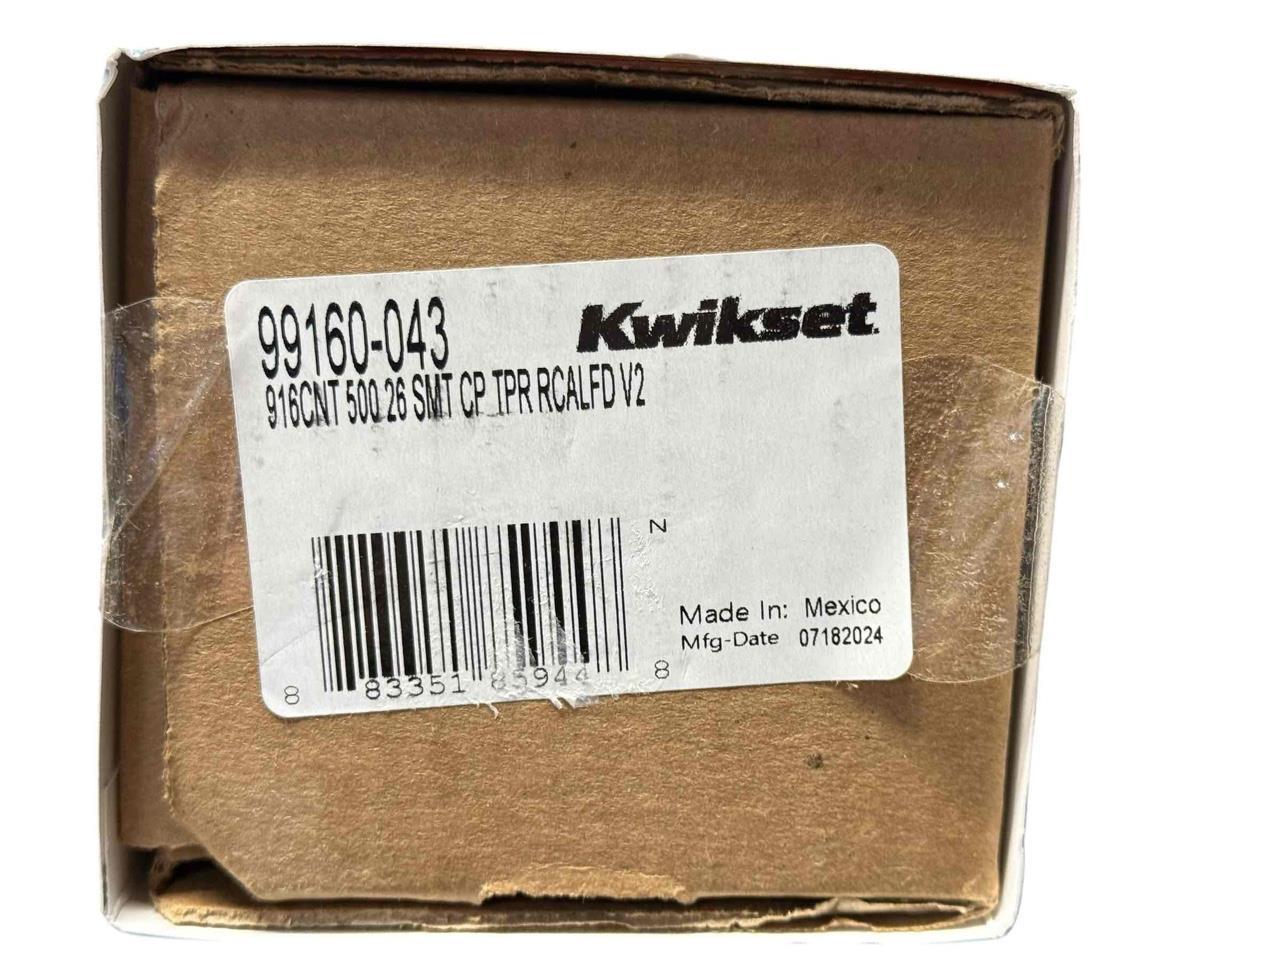 99160-043
Kwikset
916CNT 500 26 SMT CP TPR RCALFD V2
N
Made In: Mexico
Mfg-Date 07182024
8 83351 85944 8